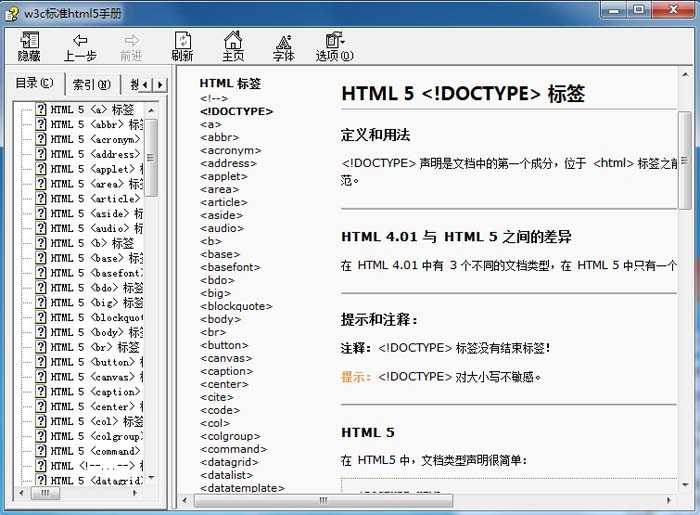 w3c标准html5手册
隐藏
上一步
前进
刷新
主页
字体
选项(O)
目录(C)
索引(N)
HTML 5 <a> 标签
HTML 5 <abbr> 标签
HTML 5 <acronym>
HTML 5 <address>
HTML 5 <applet>
HTML 5 <area> 标
HTML 5 <article>
HTML 5 <aside> 标
HTML 5 <audio> 标
HTML 5 <b> 标签
HTML 5 <base> 标签
HTML 5 <basefont>
HTML 5 <bdo> 标签
HTML 5 <big> 标签
HTML 5 <blockquot
HTML 5 <body> 标
HTML 5 <br> 标签
HTML 5 <button>
HTML 5 <canvas>
HTML 5 <caption>
HTML 5 <center>
HTML 5 <col> 标签
HTML 5 <colgroup>
HTML 5 <command>
HTML <!--...--> 标
HTML 5 <datagrid>
HTML 标签
<!-->
<!DOCTYPE>
<a>
<abbr>
<acronym>
<address>
<applet>
<area>
<article>
<aside>
<audio>
<b>
<base>
<basefont>
<bdo>
<big>
<blockquote>
<body>
<br>
<button>
<canvas>
<caption>
<center>
<cite>
<code>
<col>
<colgroup>
<command>
<datagrid>
<datalist>
<datatemplate>
HTML 5 <!DOCTYPE> 标签
定义和用法
<!DOCTYPE> 声明是文档中的第一个成分，位于 <html> 标签之前
范。
HTML 4.01 与 HTML 5 之间的差异
在 HTML 4.01 中有 3 个不同的文档类型，在 HTML 5 中只有一个
提示和注释：
注释：<!DOCTYPE> 标签没有结束标签！
提示：<!DOCTYPE> 对大小写不敏感。
HTML 5
在 HTML5 中，文档类型声明很简单：